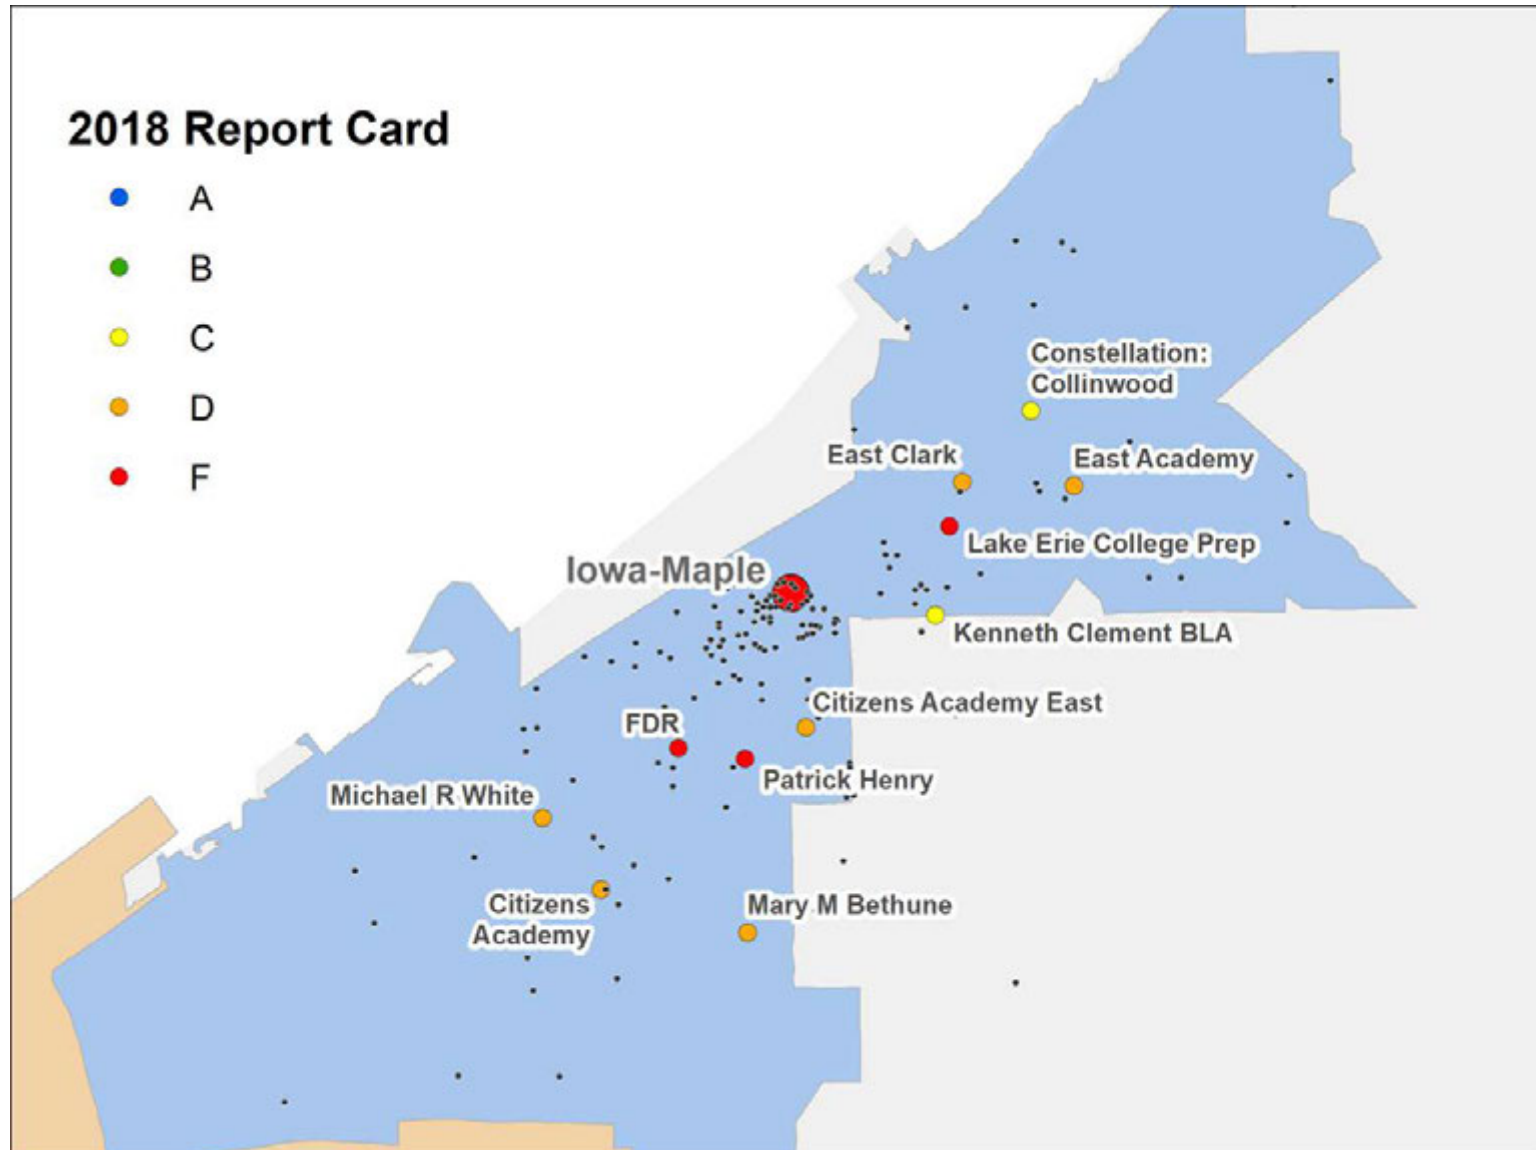 2018 Report Card
A
B
C
D
F
Constellation:
Collinwood
East Clark
East Academy
Lake Erie College Prep
Iowa-Maple
Kenneth Clement BLA
Citizens Academy East
FDR
Patrick Henry
Michael R White
Citizens
Academy
Mary M Bethune